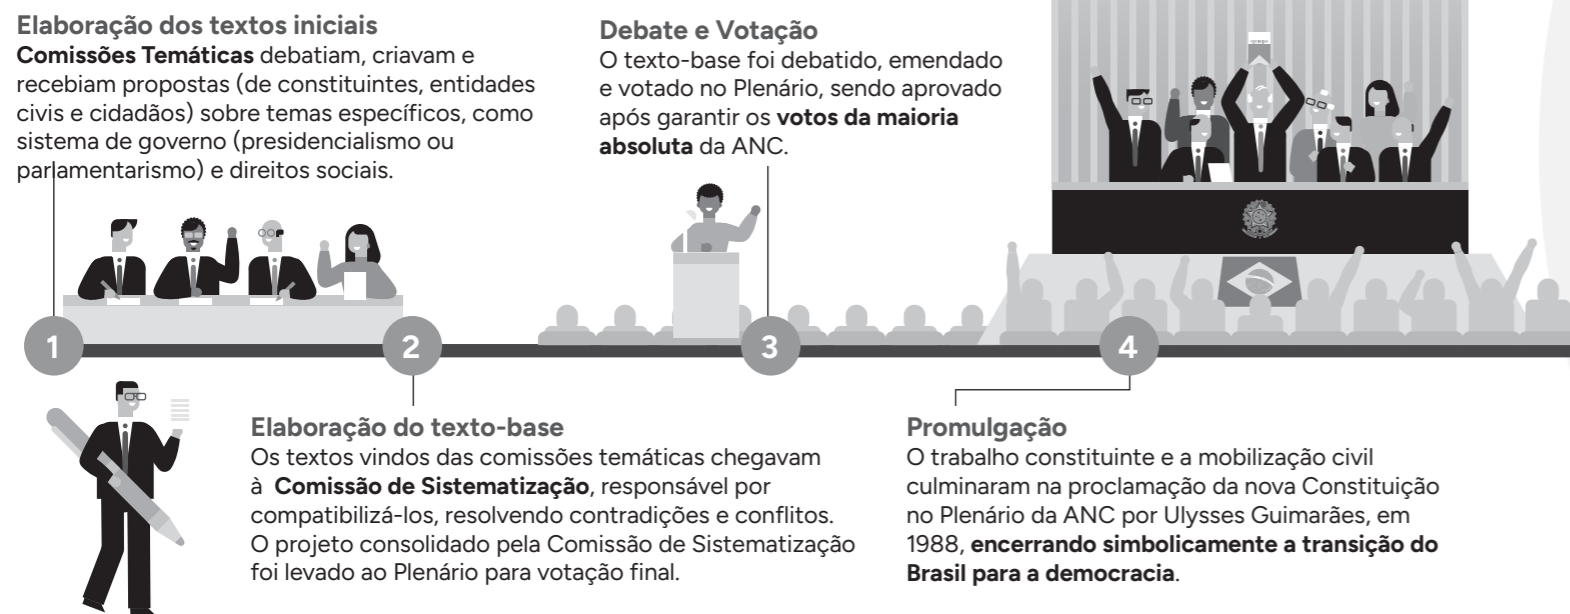 Elaboração dos textos iniciais
Comissões Temáticas debatiam, criavam e
recebiam propostas (de constituintes, entidades
civis e cidadãos) sobre temas específicos, como
sistema de governo (presidencialismo ou
parlamentarismo) e direitos sociais.
Debate e Votação
O texto-base foi debatido, emendado
e votado no Plenário, sendo aprovado
após garantir os votos da maioria
absoluta da ANC.
1
2
3
4
Elaboração do texto-base
Os textos vindos das comissões temáticas chegavam
à Comissão de Sistematização, responsável por
compatibilizá-los, resolvendo contradições e conflitos.
O projeto consolidado pela Comissão de Sistematização
foi levado ao Plenário para votação final.
Promulgação
O trabalho constituinte e a mobilização civil
culminaram na proclamação da nova Constituição
no Plenário da ANC por Ulysses Guimarães, em
1988, encerrando simbolicamente a transição do
Brasil para a democracia.